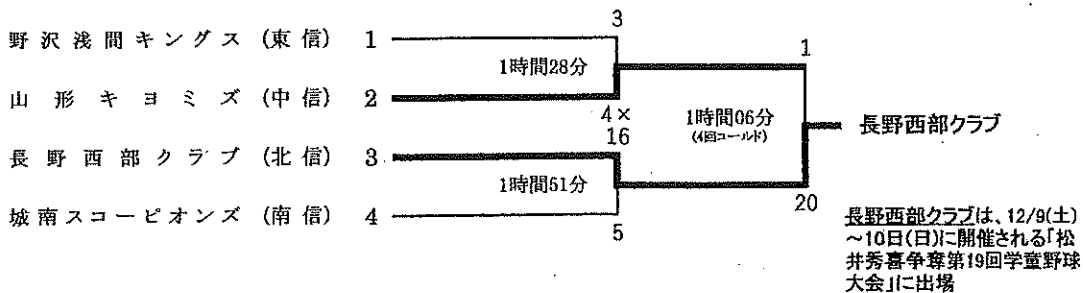 3
野沢浅間キングス (東信) 1
1
1時間28分
山形キヨミズ (中信) 2
4×
1時間06分
(4回コールド)
長野西部クラブ
16
長野西部クラブ (北信) 3
1時間51分
20
城南スコーピオンズ (南信) 4
5
長野西部クラブは、12/9(土)
~10日(日)に開催される「松
井秀喜争奪第19回学童野球
大会」に出場